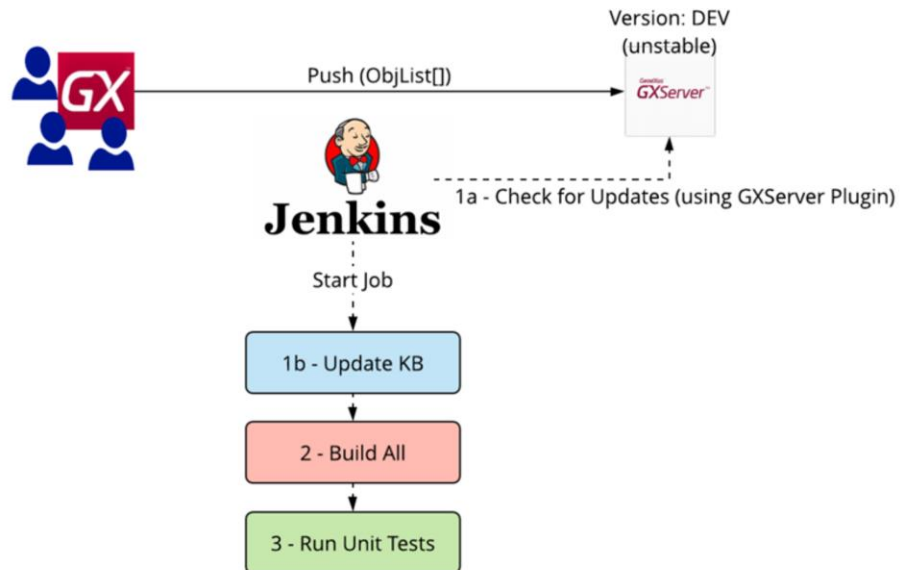 Version: DEV
(unstable)
GX
Push (ObjList[])
GXServer™
Jenkins
1a - Check for Updates (using GXServer Plugin)
Start Job
1b - Update KB
2 - Build All
3 - Run Unit Tests